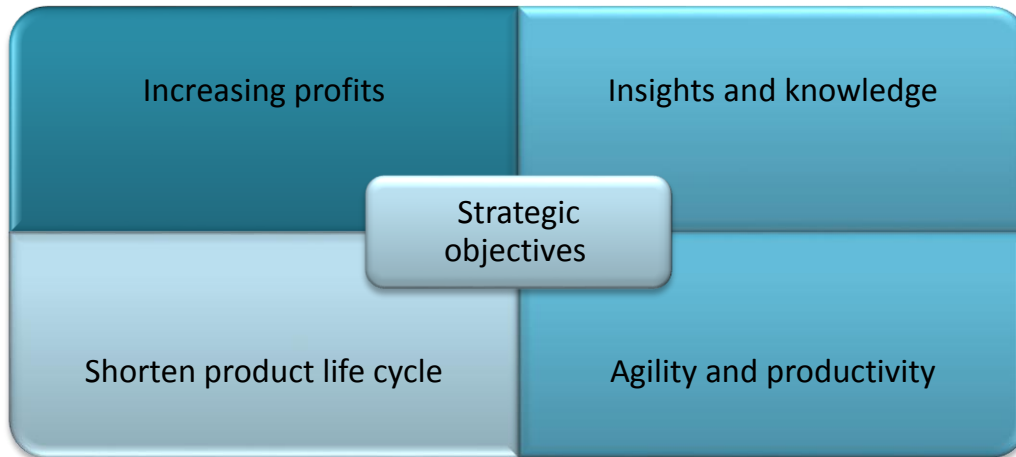 Increasing profits
Insights and knowledge
Strategic
objectives
Shorten product life cycle
Agility and productivity